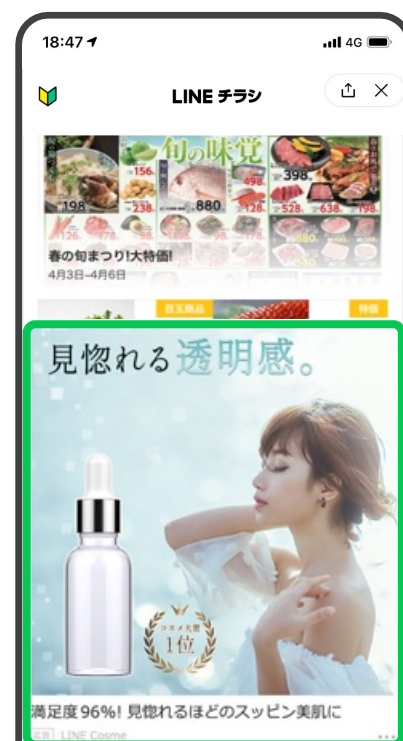 18:47
4G
LINE チラシ
旬の味覚
156
498
398
198
238
880
128
528
638
198
春の旬まつり!大特価!
4月3日-4月6日
目玉商品
特価
見惚れる透明感。
コスメ大賞
1位
満足度96%! 見惚れるほどのスッピン美肌に
広告 LINE Cosme